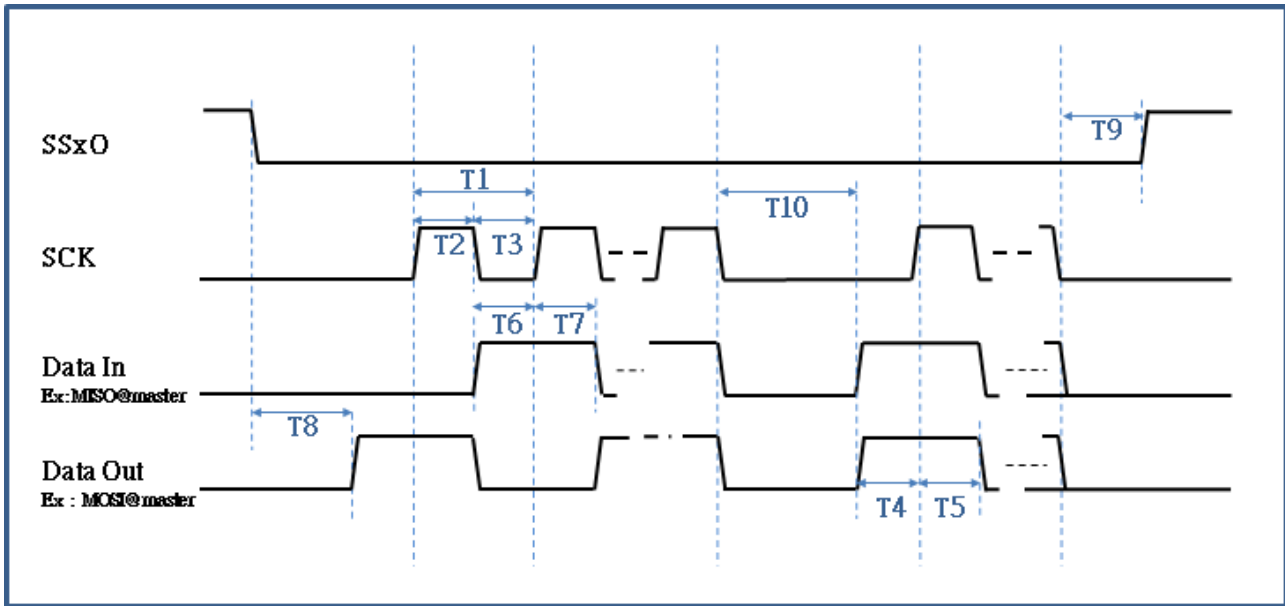 SSxO
T9
T1
T10
T2
T3
SCK
T6
T7
Data In
Ex:MISO@master
T8
Data Out
Ex : MOSI@master
T4
T5